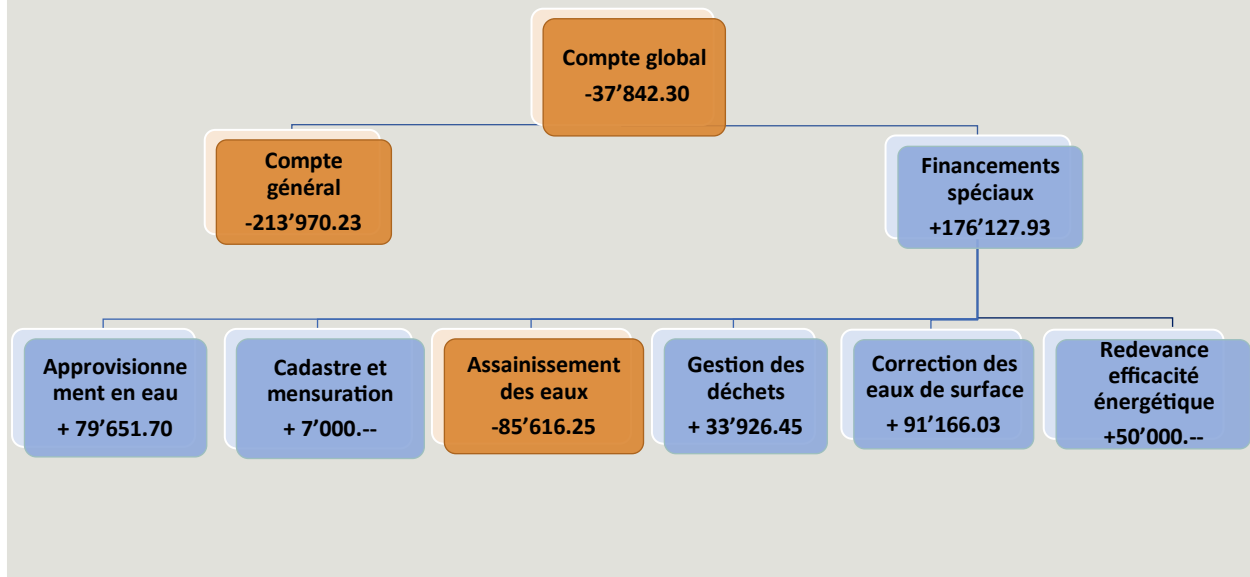 Compte global
-37’842.30
Compte
général
-213’970.23
Financements
spéciaux
+176’127.93
Approvisionne
ment en eau
+ 79’651.70
Cadastre et
mensuration
+ 7’000.--
Assainissement
des eaux
-85’616.25
Gestion des
déchets
+ 33’926.45
Correction des
eaux de surface
+ 91’166.03
Redevance
efficacité
énergétique
+50’000.--